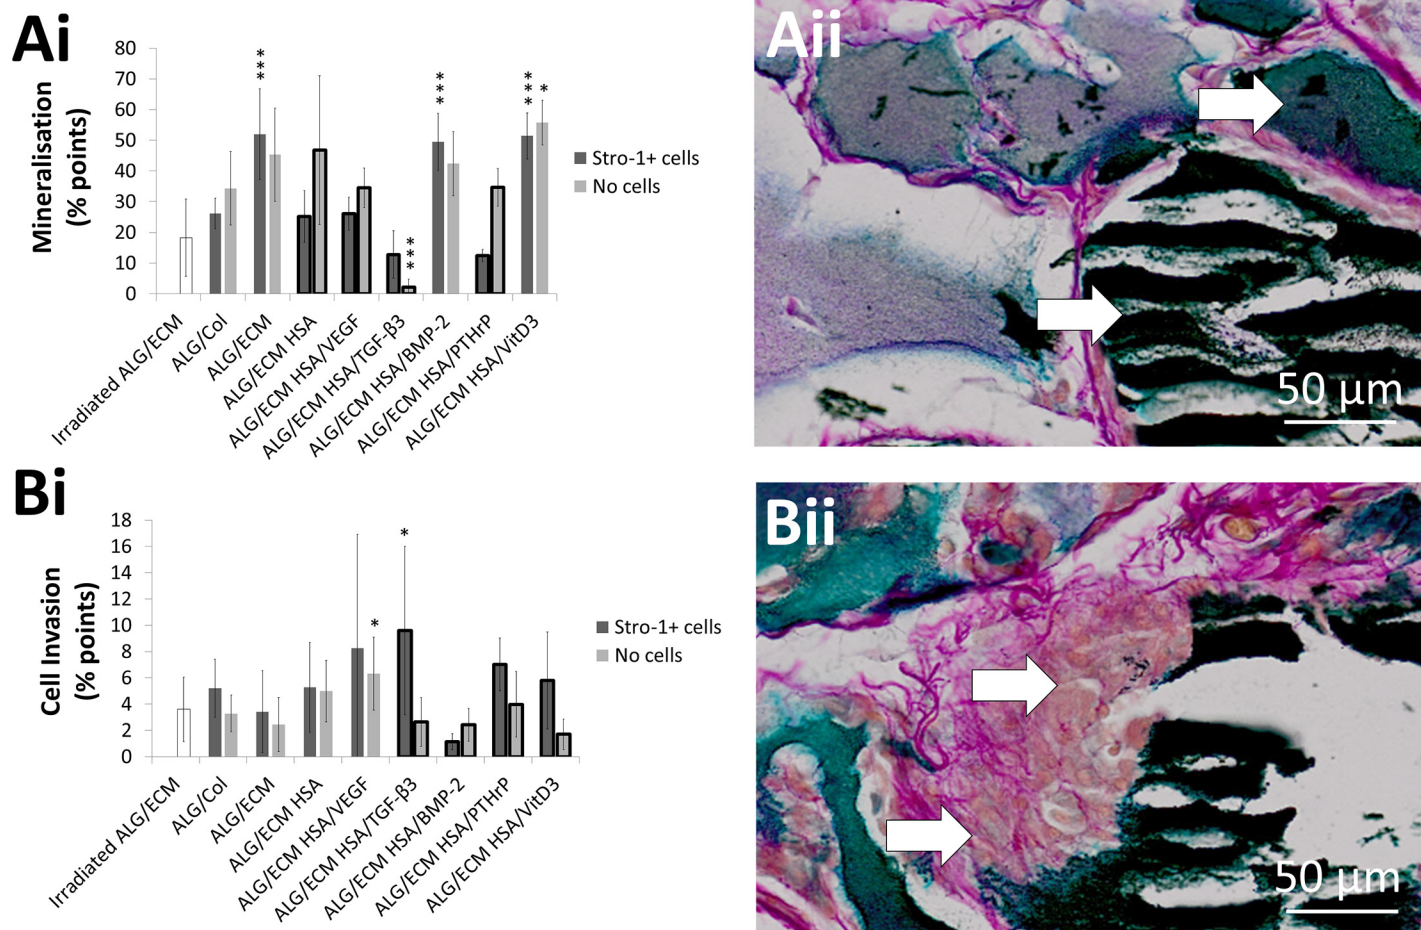 Ai
Mineralisation
(% points)
80
70
60
50
40
30
20
10
0
***
***
***
***
*
Stro-1+ cells
No cells
Irradiated ALG/ECM
ALG/Col
ALG/ECM
ALG/ECM HSA
ALG/ECM HSA/VEGF
ALG/ECM HSA/TGF-β3
ALG/ECM HSA/BMP-2
ALG/ECM HSA/PTHrP
ALG/ECM HSA/VitD3
Aii
50 µm
Bi
Cell Invasion
(% points)
18
16
14
12
10
8
6
4
2
0
*
*
Stro-1+ cells
No cells
Irradiated ALG/ECM
ALG/Col
ALG/ECM
ALG/ECM HSA
ALG/ECM HSA/VEGF
ALG/ECM HSA/TGF-β3
ALG/ECM HSA/BMP-2
ALG/ECM HSA/PTHrP
ALG/ECM HSA/VitD3
Bii
50 µm